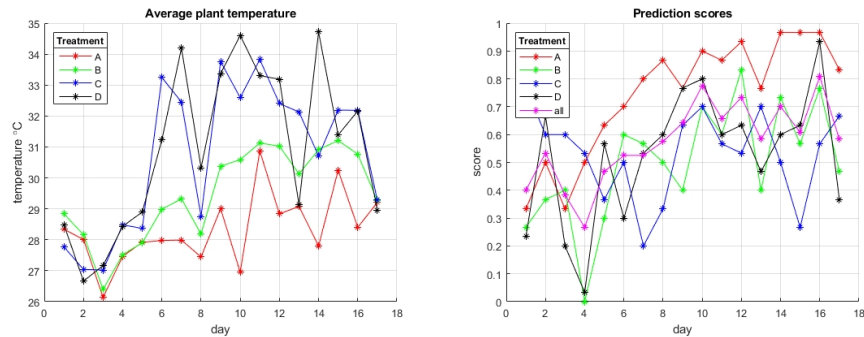 Average plant temperature
35
34
33
32
31
30
29
28
27
26
temperature °C
Treatment
A
B
C
D
0 2 4 6 8 10 12 14 16 18
day
Prediction scores
1
0.9
0.8
0.7
0.6
0.5
0.4
0.3
0.2
0.1
0
score
Treatment
A
B
C
D
all
0 2 4 6 8 10 12 14 16 18
day